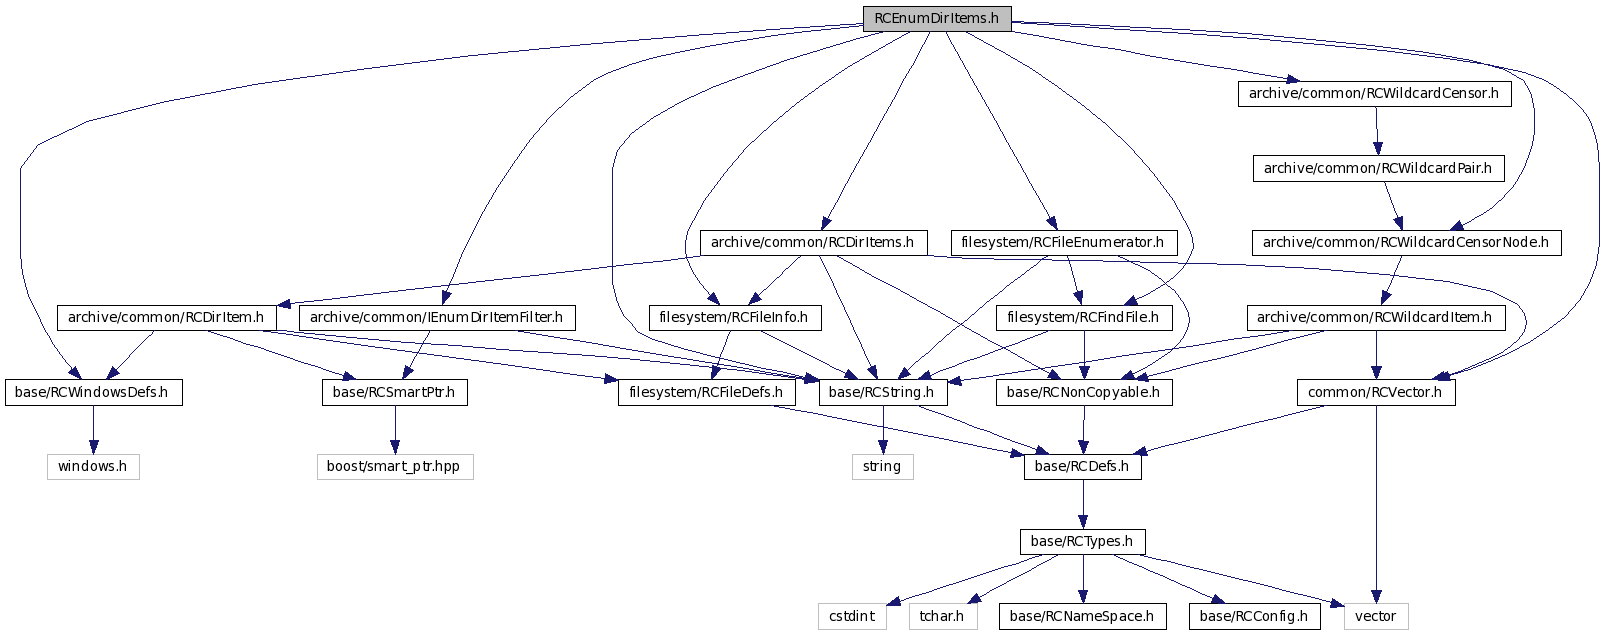 RCEnumDirItems.h
archive/common/RCWildcardCensor.h
archive/common/RCWildcardPair.h
archive/common/RCDirItems.h
filesystem/RCFileEnumerator.h
archive/common/RCWildcardCensorNode.h
archive/common/RCDirItem.h
archive/common/IEnumDirItemFilter.h
filesystem/RCFileInfo.h
filesystem/RCFindFile.h
archive/common/RCWildcardItem.h
base/RCWindowsDefs.h
base/RCSmartPtr.h
filesystem/RCFileDefs.h
base/RCString.h
base/RCNonCopyable.h
common/RCVector.h
windows.h
boost/smart_ptr.hpp
string
base/RCDefs.h
base/RCTypes.h
cstdint
tchar.h
base/RCNameSpace.h
base/RCConfig.h
vector